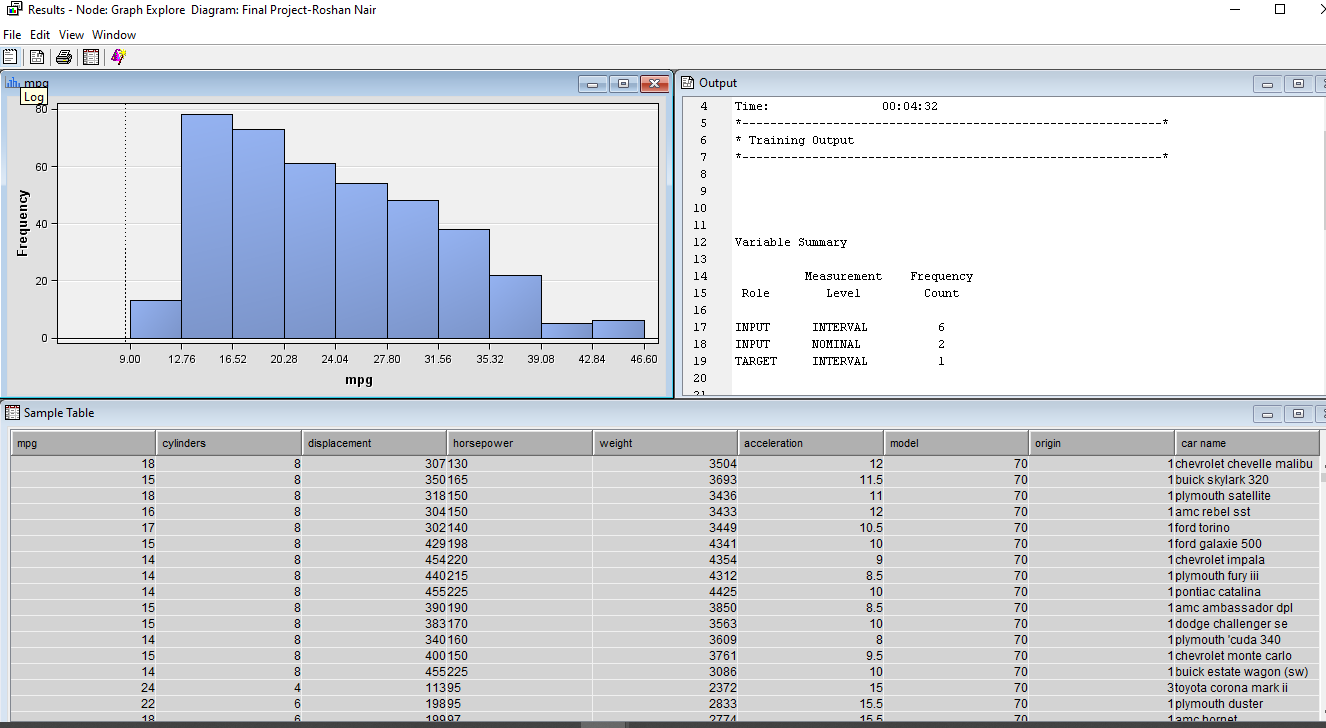 Results - Node: Graph Explore Diagram: Final Project-Roshan Nair
File Edit View Window
mpg
Log
80
60
40
20
0
Frequency
9.00 12.76 16.52 20.28 24.04 27.80 31.56 35.32 39.08 42.84 46.60
mpg
Output
4 Time: 00:04:32
5 *------------------------------------------------------------*
6 * Training Output
7 *------------------------------------------------------------*
8
9
10
11
12 Variable Summary
13
14 Measurement Frequency
15 Role Level Count
16
17 INPUT INTERVAL 6
18 INPUT NOMINAL 2
19 TARGET INTERVAL 1
20
21
Sample Table
mpg cylinders displacement horsepower weight acceleration model origin car name
18 8 307 130 3504 12 70 1 chevrolet chevelle malibu
15 8 350 165 3693 11.5 70 1 buick skylark 320
18 8 318 150 3436 11 70 1 plymouth satellite
16 8 304 150 3433 12 70 1 amc rebel sst
17 8 302 140 3449 10.5 70 1 ford torino
15 8 429 198 4341 10 70 1 ford galaxie 500
14 8 454 220 4354 9 70 1 chevrolet impala
14 8 440 215 4312 8.5 70 1 plymouth fury iii
14 8 455 225 4425 10 70 1 pontiac catalina
15 8 390 190 3850 8.5 70 1 amc ambassador dpl
15 8 383 170 3563 10 70 1 dodge challenger se
14 8 340 160 3609 8 70 1 plymouth 'cuda 340
15 8 400 150 3761 9.5 70 1 chevrolet monte carlo
14 8 455 225 3086 10 70 1 buick estate wagon (sw)
24 4 113 95 2372 15 70 3 toyota corona mark ii
22 6 198 95 2833 15.5 70 1 plymouth duster
18 6 199 97 2774 15.5 70 1 amc hornet